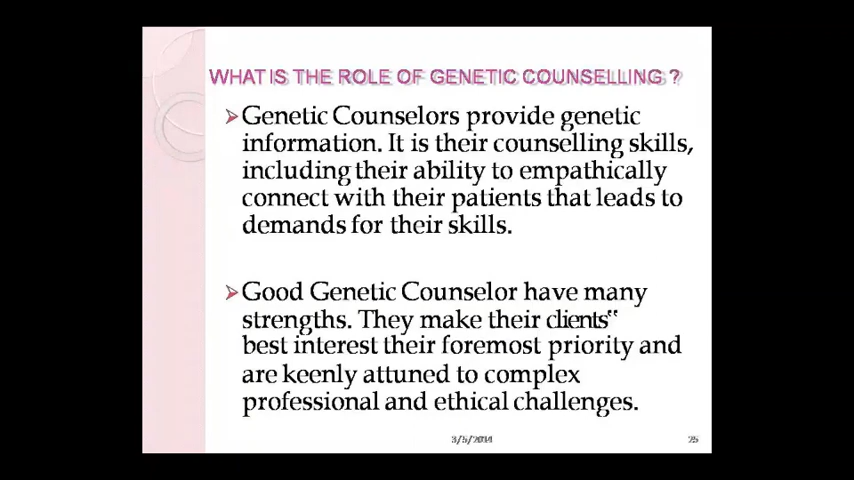 WHAT IS THE ROLE OF GENETIC COUNSELLING ?
➢Genetic Counselors provide genetic
information. It is their counselling skills,
including their ability to empathically
connect with their patients that leads to
demands for their skills.
➢Good Genetic Counselor have many
strengths. They make their clients‟
best interest their foremost priority and
are keenly attuned to complex
professional and ethical challenges.
3/5/2014
25